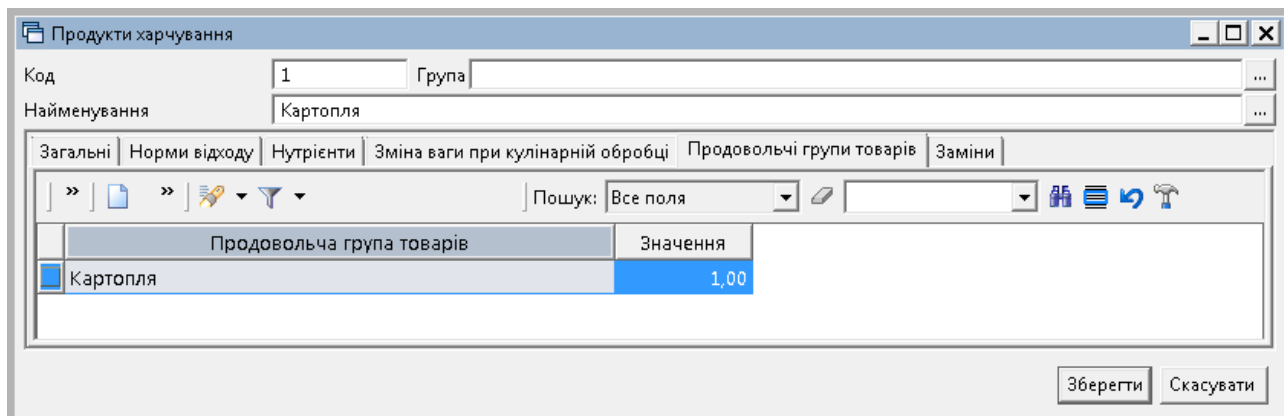 Продукти харчування
Код 1 Група ...
Найменування Картопля ...
Загальні Норми відходу Нутрієнти Зміна ваги при кулінарній обробці Продовольчі групи товарів Заміни
» » Пошук: Все поля
Продовольча група товарів Значення
Картопля 1,00
Зберегти Скасувати